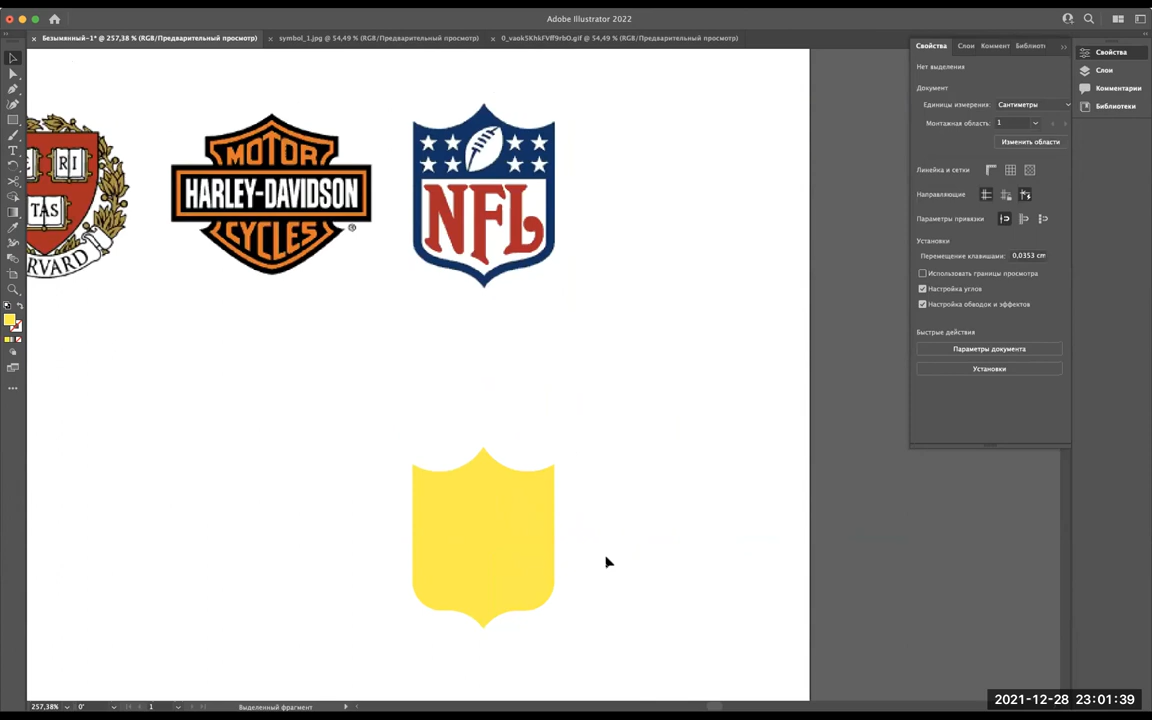 Adobe Illustrator 2022
Безымянный-1* @ 257,38 % (RGB/Предварительный просмотр)
symbol_1.jpg @ 54,49 % (RGB/Предварительный просмотр)
0_vaok5KhkFVff9rbO.gif @ 54,49 % (RGB/Предварительный просмотр)
Свойства
Слои
Коммент
Библиот
Свойства
Слои
Комментарии
Библиотеки
Нет выделения
Документ
Единицы измерения: Сантиметры
Монтажная область: 1
Изменить области
Линейка и сетки
Направляющие
Параметры привязки
Установки
Перемещение клавишами: 0,0353 cm
Использовать границы просмотра
Настройка углов
Настройка обводок и эффектов
Быстрые действия
Параметры документа
Установки
RI
TAS
RVARD
MOTOR
HARLEY-DAVIDSON
CYCLES
®
NFL
257,38%
0°
1
Выделенный фрагмент
2021-12-28 23:01:39